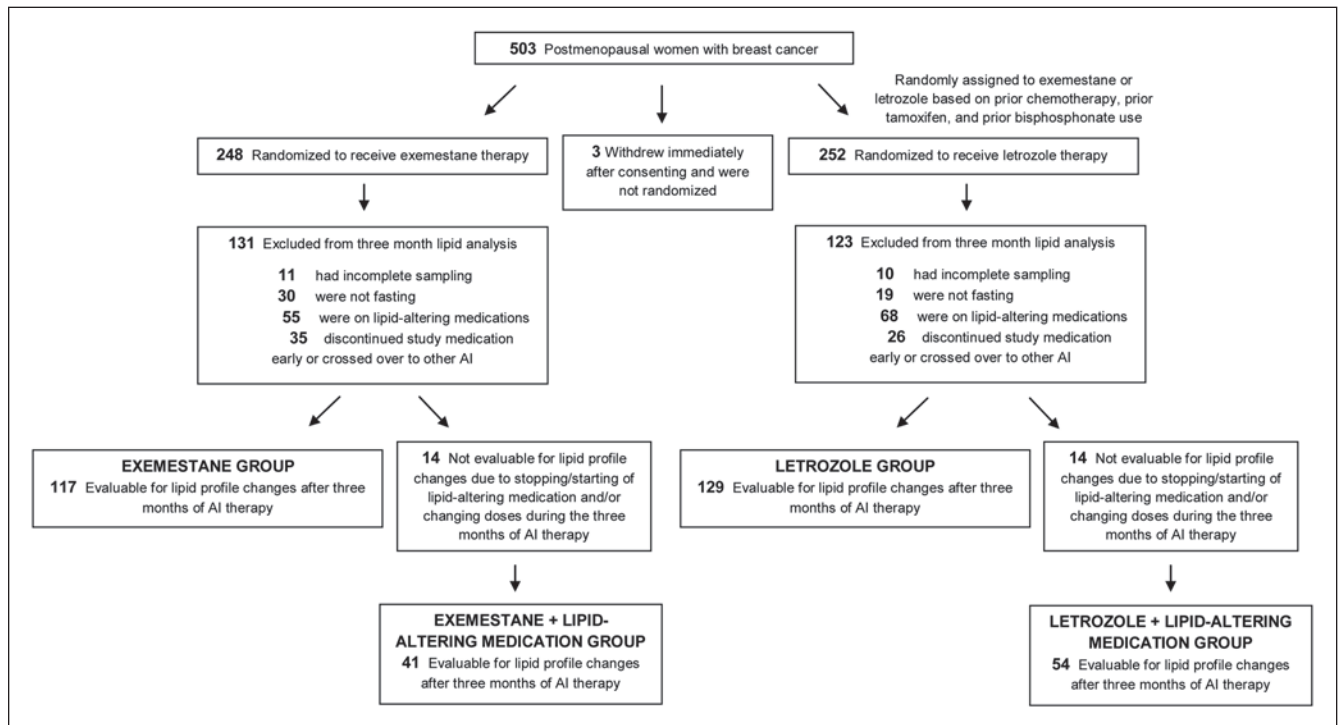 503 Postmenopausal women with breast cancer
Randomly assigned to exemestane or
letrozole based on prior chemotherapy, prior
tamoxifen, and prior bisphosphonate use
248 Randomized to receive exemestane therapy
3 Withdrew immediately
after consenting and were
not randomized
252 Randomized to receive letrozole therapy
131 Excluded from three month lipid analysis
11 had incomplete sampling
30 were not fasting
55 were on lipid-altering medications
35 discontinued study medication
early or crossed over to other AI
123 Excluded from three month lipid analysis
10 had incomplete sampling
19 were not fasting
68 were on lipid-altering medications
26 discontinued study medication
early or crossed over to other AI
EXEMESTANE GROUP
117 Evaluable for lipid profile changes after three
months of AI therapy
14 Not evaluable for lipid profile
changes due to stopping/starting of
lipid-altering medication and/or
changing doses during the three
months of AI therapy
LETROZOLE GROUP
129 Evaluable for lipid profile changes after three
months of AI therapy
14 Not evaluable for lipid profile
changes due to stopping/starting of
lipid-altering medication and/or
changing doses during the three
months of AI therapy
EXEMESTANE + LIPID-
ALTERING MEDICATION GROUP
41 Evaluable for lipid profile changes
after three months of AI therapy
LETROZOLE + LIPID-ALTERING
MEDICATION GROUP
54 Evaluable for lipid profile changes
after three months of AI therapy